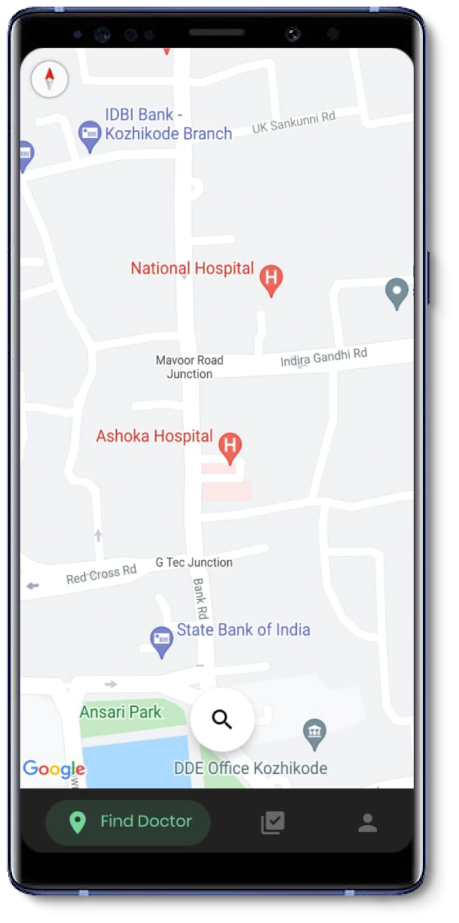 IDBI Bank -
Kozhikode Branch
UK Sankunni Rd
National Hospital
Mavoor Road
Junction
Indira Gandhi Rd
Ashoka Hospital
G Tec Junction
Red Cross Rd
Bank Rd
State Bank of India
...
Ansari Park
Google
DDE Office Kozhikode
Find Doctor